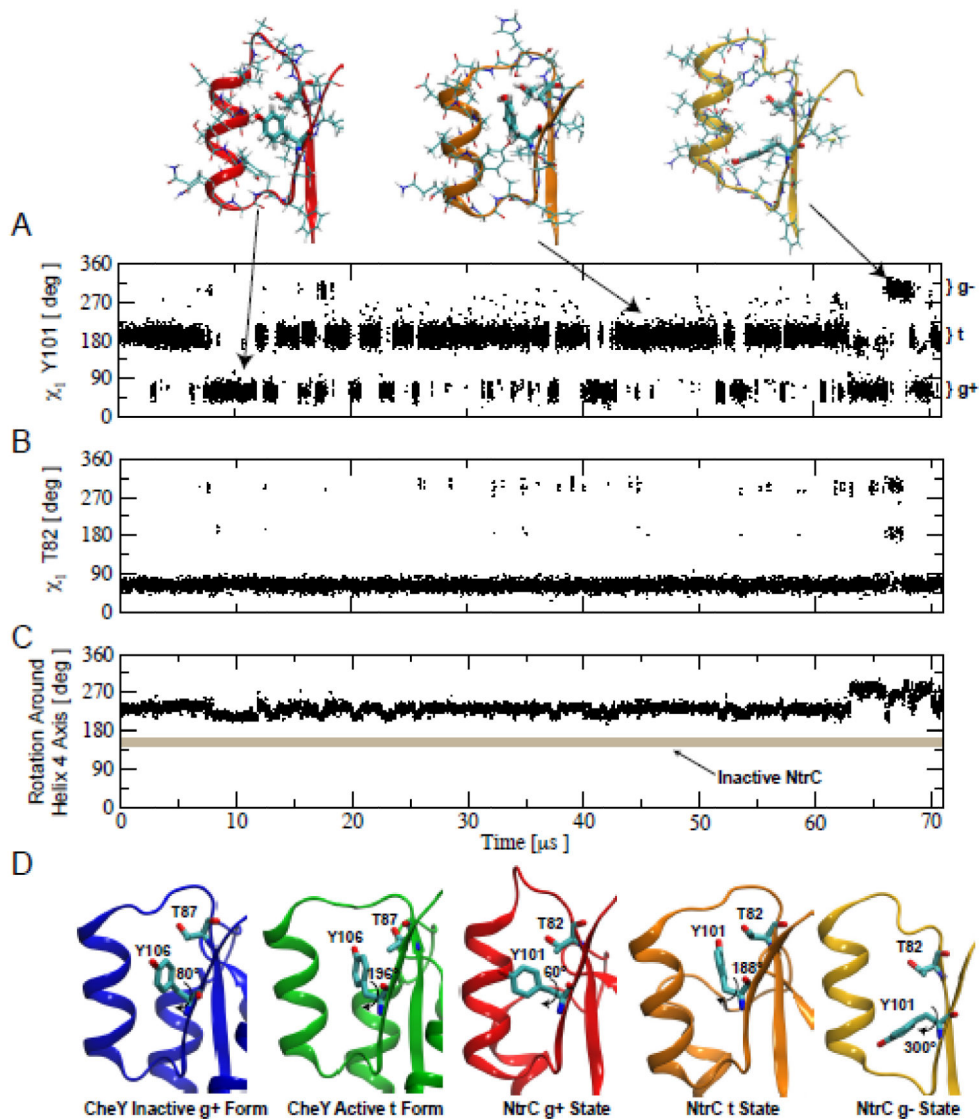 A
360
270
180
90
0
χ1 Y101 [ deg ]
} g-
} t
} g+
B
360
270
180
90
0
χ1 T82 [ deg ]
C
360
270
180
90
0
Rotation Around
Helix 4 Axis [ deg ]
Inactive NtrC
0 10 20 30 40 50 60 70
Time [μs ]
D
T87
Y106
80°
CheY Inactive g+ Form
T87
Y106
196°
CheY Active t Form
T82
Y101
60°
NtrC g+ State
T82
Y101
188°
NtrC t State
T82
Y101
300°
NtrC g- State